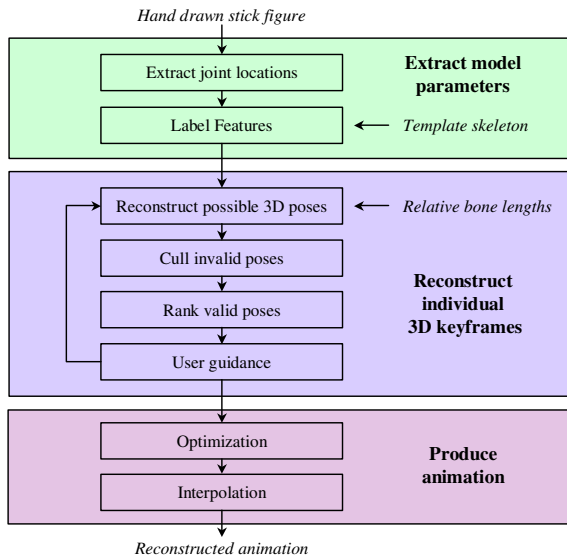 Hand drawn stick figure
Extract joint locations
Extract model
parameters
Label Features
Template skeleton
Reconstruct possible 3D poses
Relative bone lengths
Cull invalid poses
Reconstruct
individual
3D keyframes
Rank valid poses
User guidance
Optimization
Produce
animation
Interpolation
Reconstructed animation